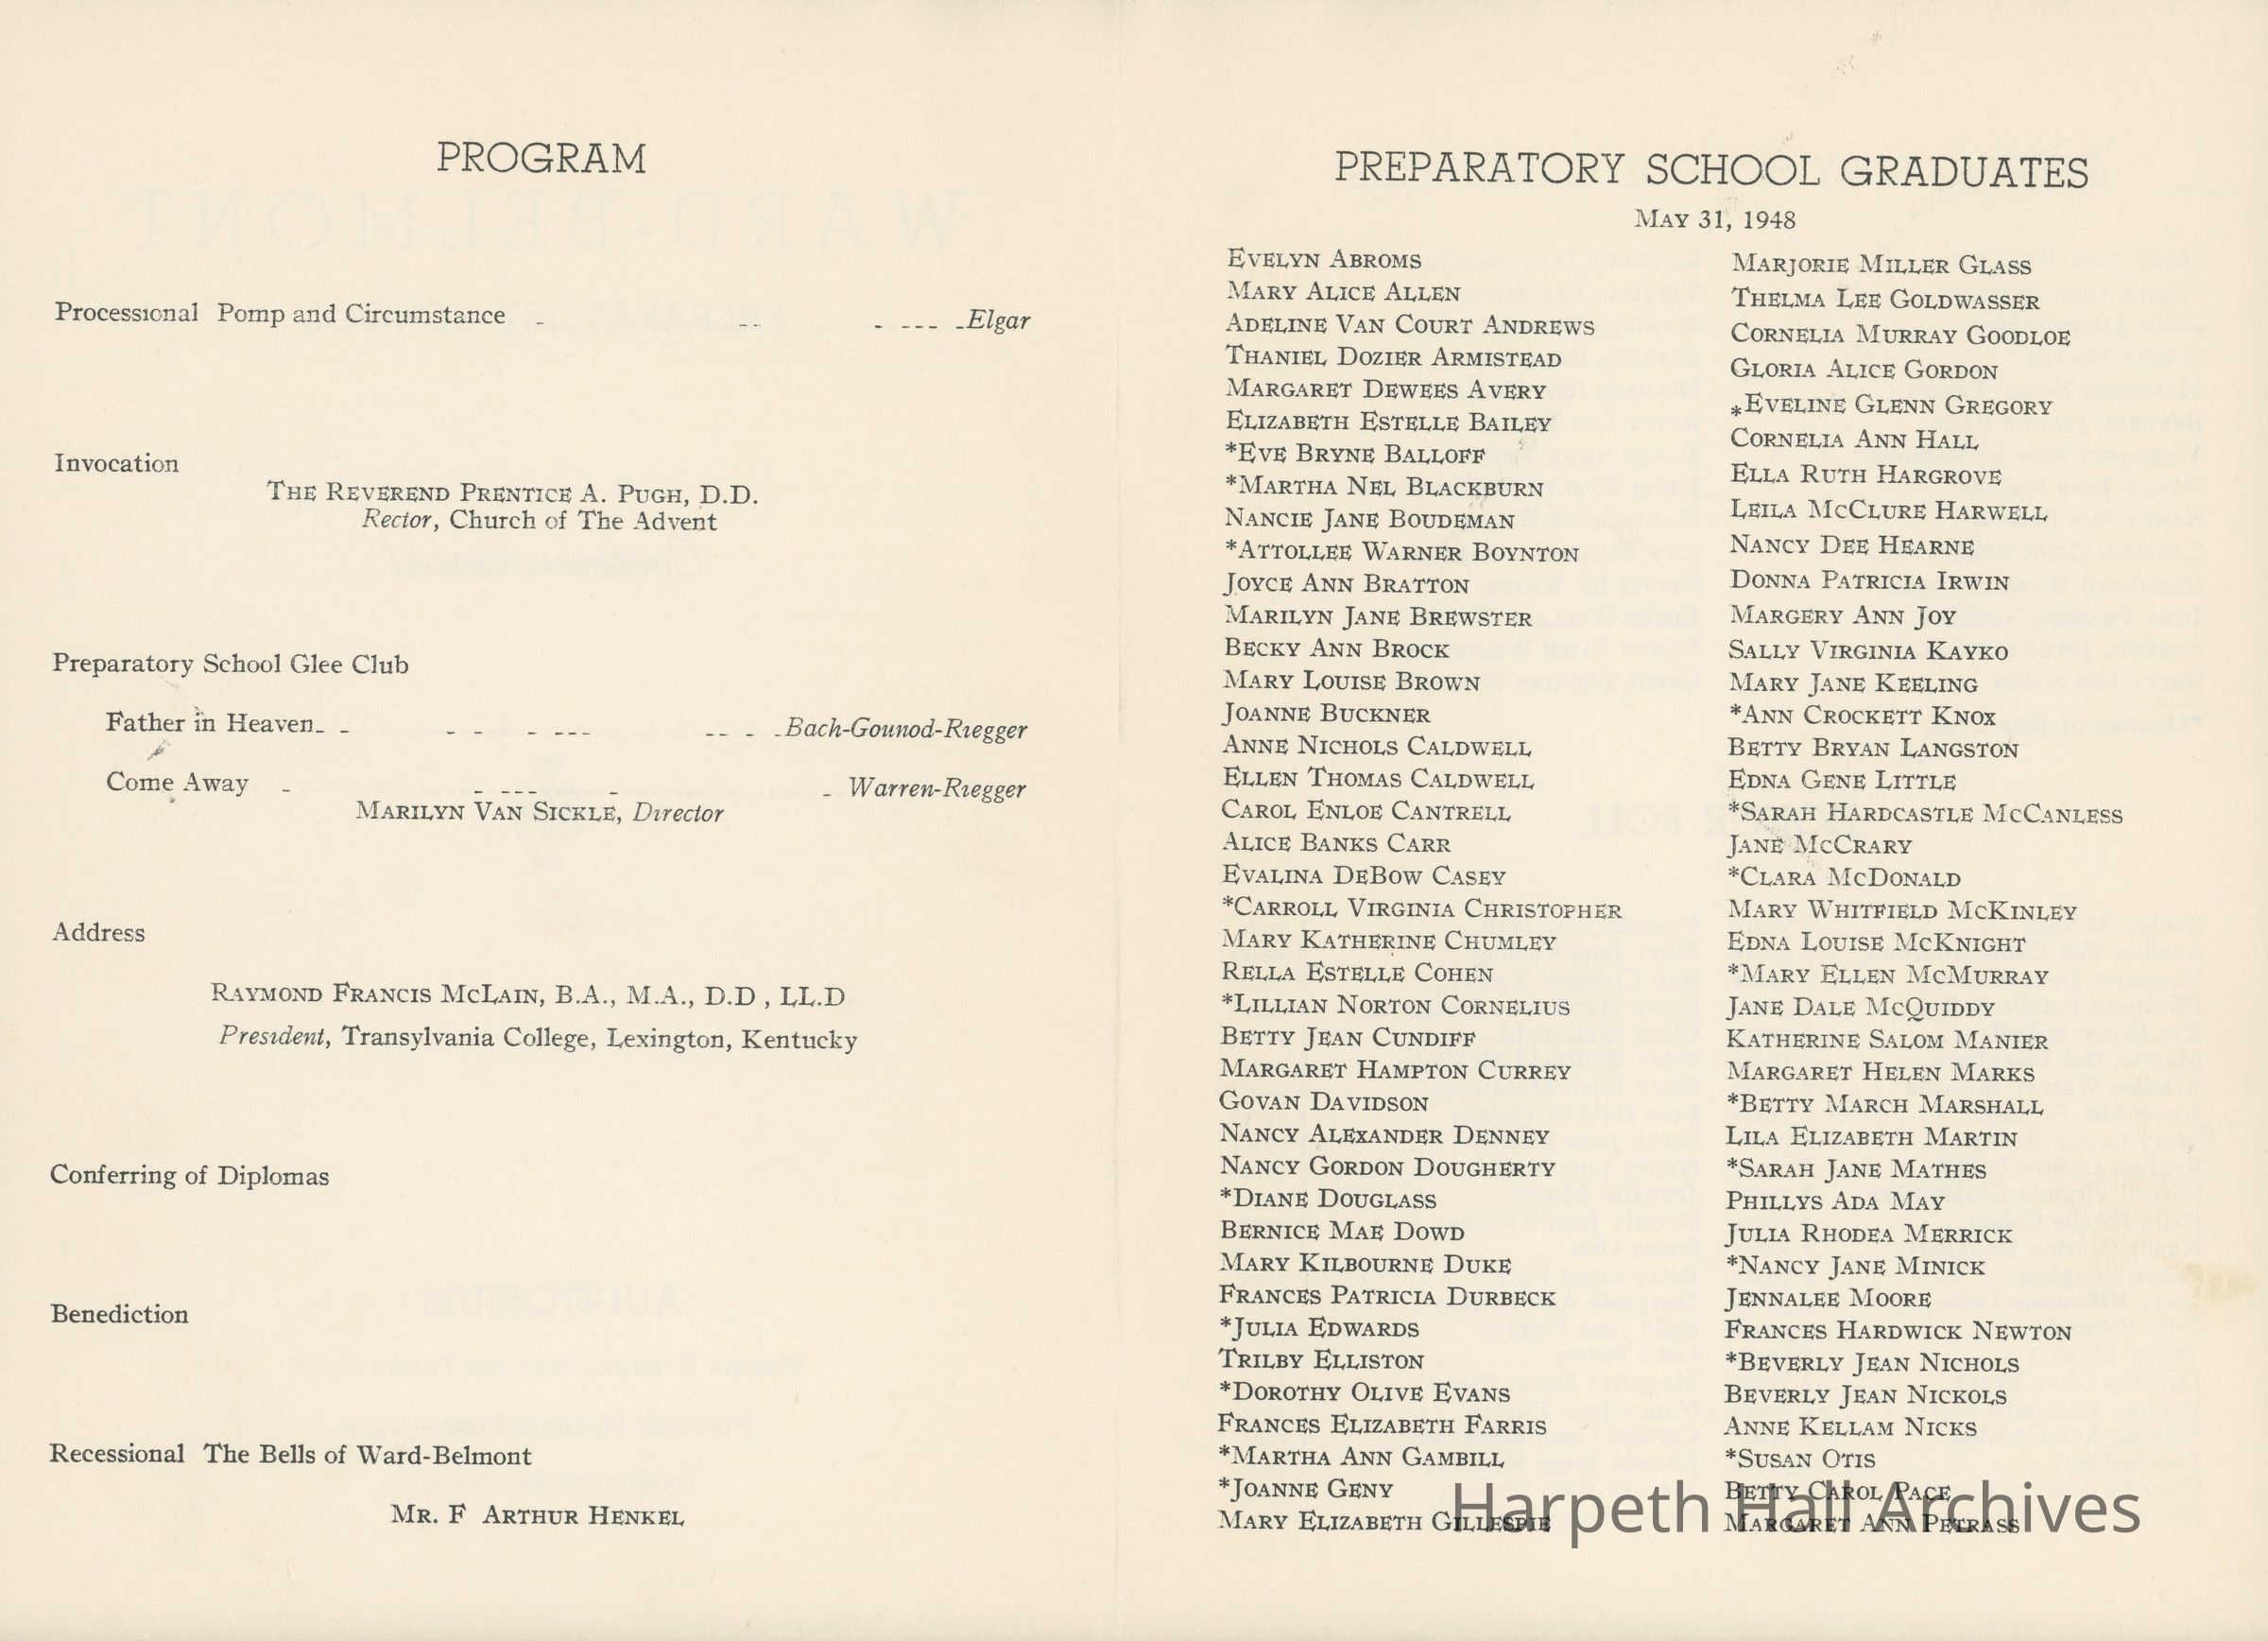 PROGRAM
Processional Pomp and Circumstance - -- - --- -Elgar
Invocation
THE REVEREND PRENTICE A. PUGH, D.D.
Rector, Church of The Advent
Preparatory School Glee Club
Father in Heaven- - - - - --- -- - -Bach-Gounod-Riegger
Come Away - - --- - - Warren-Riegger
MARILYN VAN SICKLE, Director
Address
RAYMOND FRANCIS MCLAIN, B.A., M.A., D.D , LL.D
President, Transylvania College, Lexington, Kentucky
Conferring of Diplomas
Benediction
Recessional The Bells of Ward-Belmont
MR. F ARTHUR HENKEL
PREPARATORY SCHOOL GRADUATES
MAY 31, 1948
EVELYN ABROMS
MARY ALICE ALLEN
ADELINE VAN COURT ANDREWS
THANIEL DOZIER ARMISTEAD
MARGARET DEWEES AVERY
ELIZABETH ESTELLE BAILEY
*EVE BRYNE BALLOFF
*MARTHA NEL BLACKBURN
NANCIE JANE BOUDEMAN
*ATTOLLEE WARNER BOYNTON
JOYCE ANN BRATTON
MARILYN JANE BREWSTER
BECKY ANN BROCK
MARY LOUISE BROWN
JOANNE BUCKNER
ANNE NICHOLS CALDWELL
ELLEN THOMAS CALDWELL
CAROL ENLOE CANTRELL
ALICE BANKS CARR
EVALINA DEBOW CASEY
*CARROLL VIRGINIA CHRISTOPHER
MARY KATHERINE CHUMLEY
RELLA ESTELLE COHEN
*LILLIAN NORTON CORNELIUS
BETTY JEAN CUNDIFF
MARGARET HAMPTON CURREY
GOVAN DAVIDSON
NANCY ALEXANDER DENNEY
NANCY GORDON DOUGHERTY
*DIANE DOUGLASS
BERNICE MAE DOWD
MARY KILBOURNE DUKE
FRANCES PATRICIA DURBECK
*JULIA EDWARDS
TRILBY ELLISTON
*DOROTHY OLIVE EVANS
FRANCES ELIZABETH FARRIS
*MARTHA ANN GAMBILL
*JOANNE GENY
MARY ELIZABETH GILLESPIE
MARJORIE MILLER GLASS
THELMA LEE GOLDWASSER
CORNELIA MURRAY GOODLOE
GLORIA ALICE GORDON
*EVELINE GLENN GREGORY
CORNELIA ANN HALL
ELLA RUTH HARGROVE
LEILA MCCLURE HARWELL
NANCY DEE HEARNE
DONNA PATRICIA IRWIN
MARGERY ANN JOY
SALLY VIRGINIA KAYKO
MARY JANE KEELING
*ANN CROCKETT KNOX
BETTY BRYAN LANGSTON
EDNA GENE LITTLE
*SARAH HARDCASTLE MCCANLESS
JANE MCCRARY
*CLARA MCDONALD
MARY WHITFIELD MCKINLEY
EDNA LOUISE MCKNIGHT
*MARY ELLEN MCMURRAY
JANE DALE MCQUIDDY
KATHERINE SALOM MANIER
MARGARET HELEN MARKS
*BETTY MARCH MARSHALL
LILA ELIZABETH MARTIN
*SARAH JANE MATHES
PHILLYS ADA MAY
JULIA RHODEA MERRICK
*NANCY JANE MINICK
JENNALEE MOORE
FRANCES HARDWICK NEWTON
*BEVERLY JEAN NICHOLS
BEVERLY JEAN NICKOLS
ANNE KELLAM NICKS
*SUSAN OTIS
BETTY CAROL PACE
MARGARET ANN PETRASS
Harpeth Hall Archives